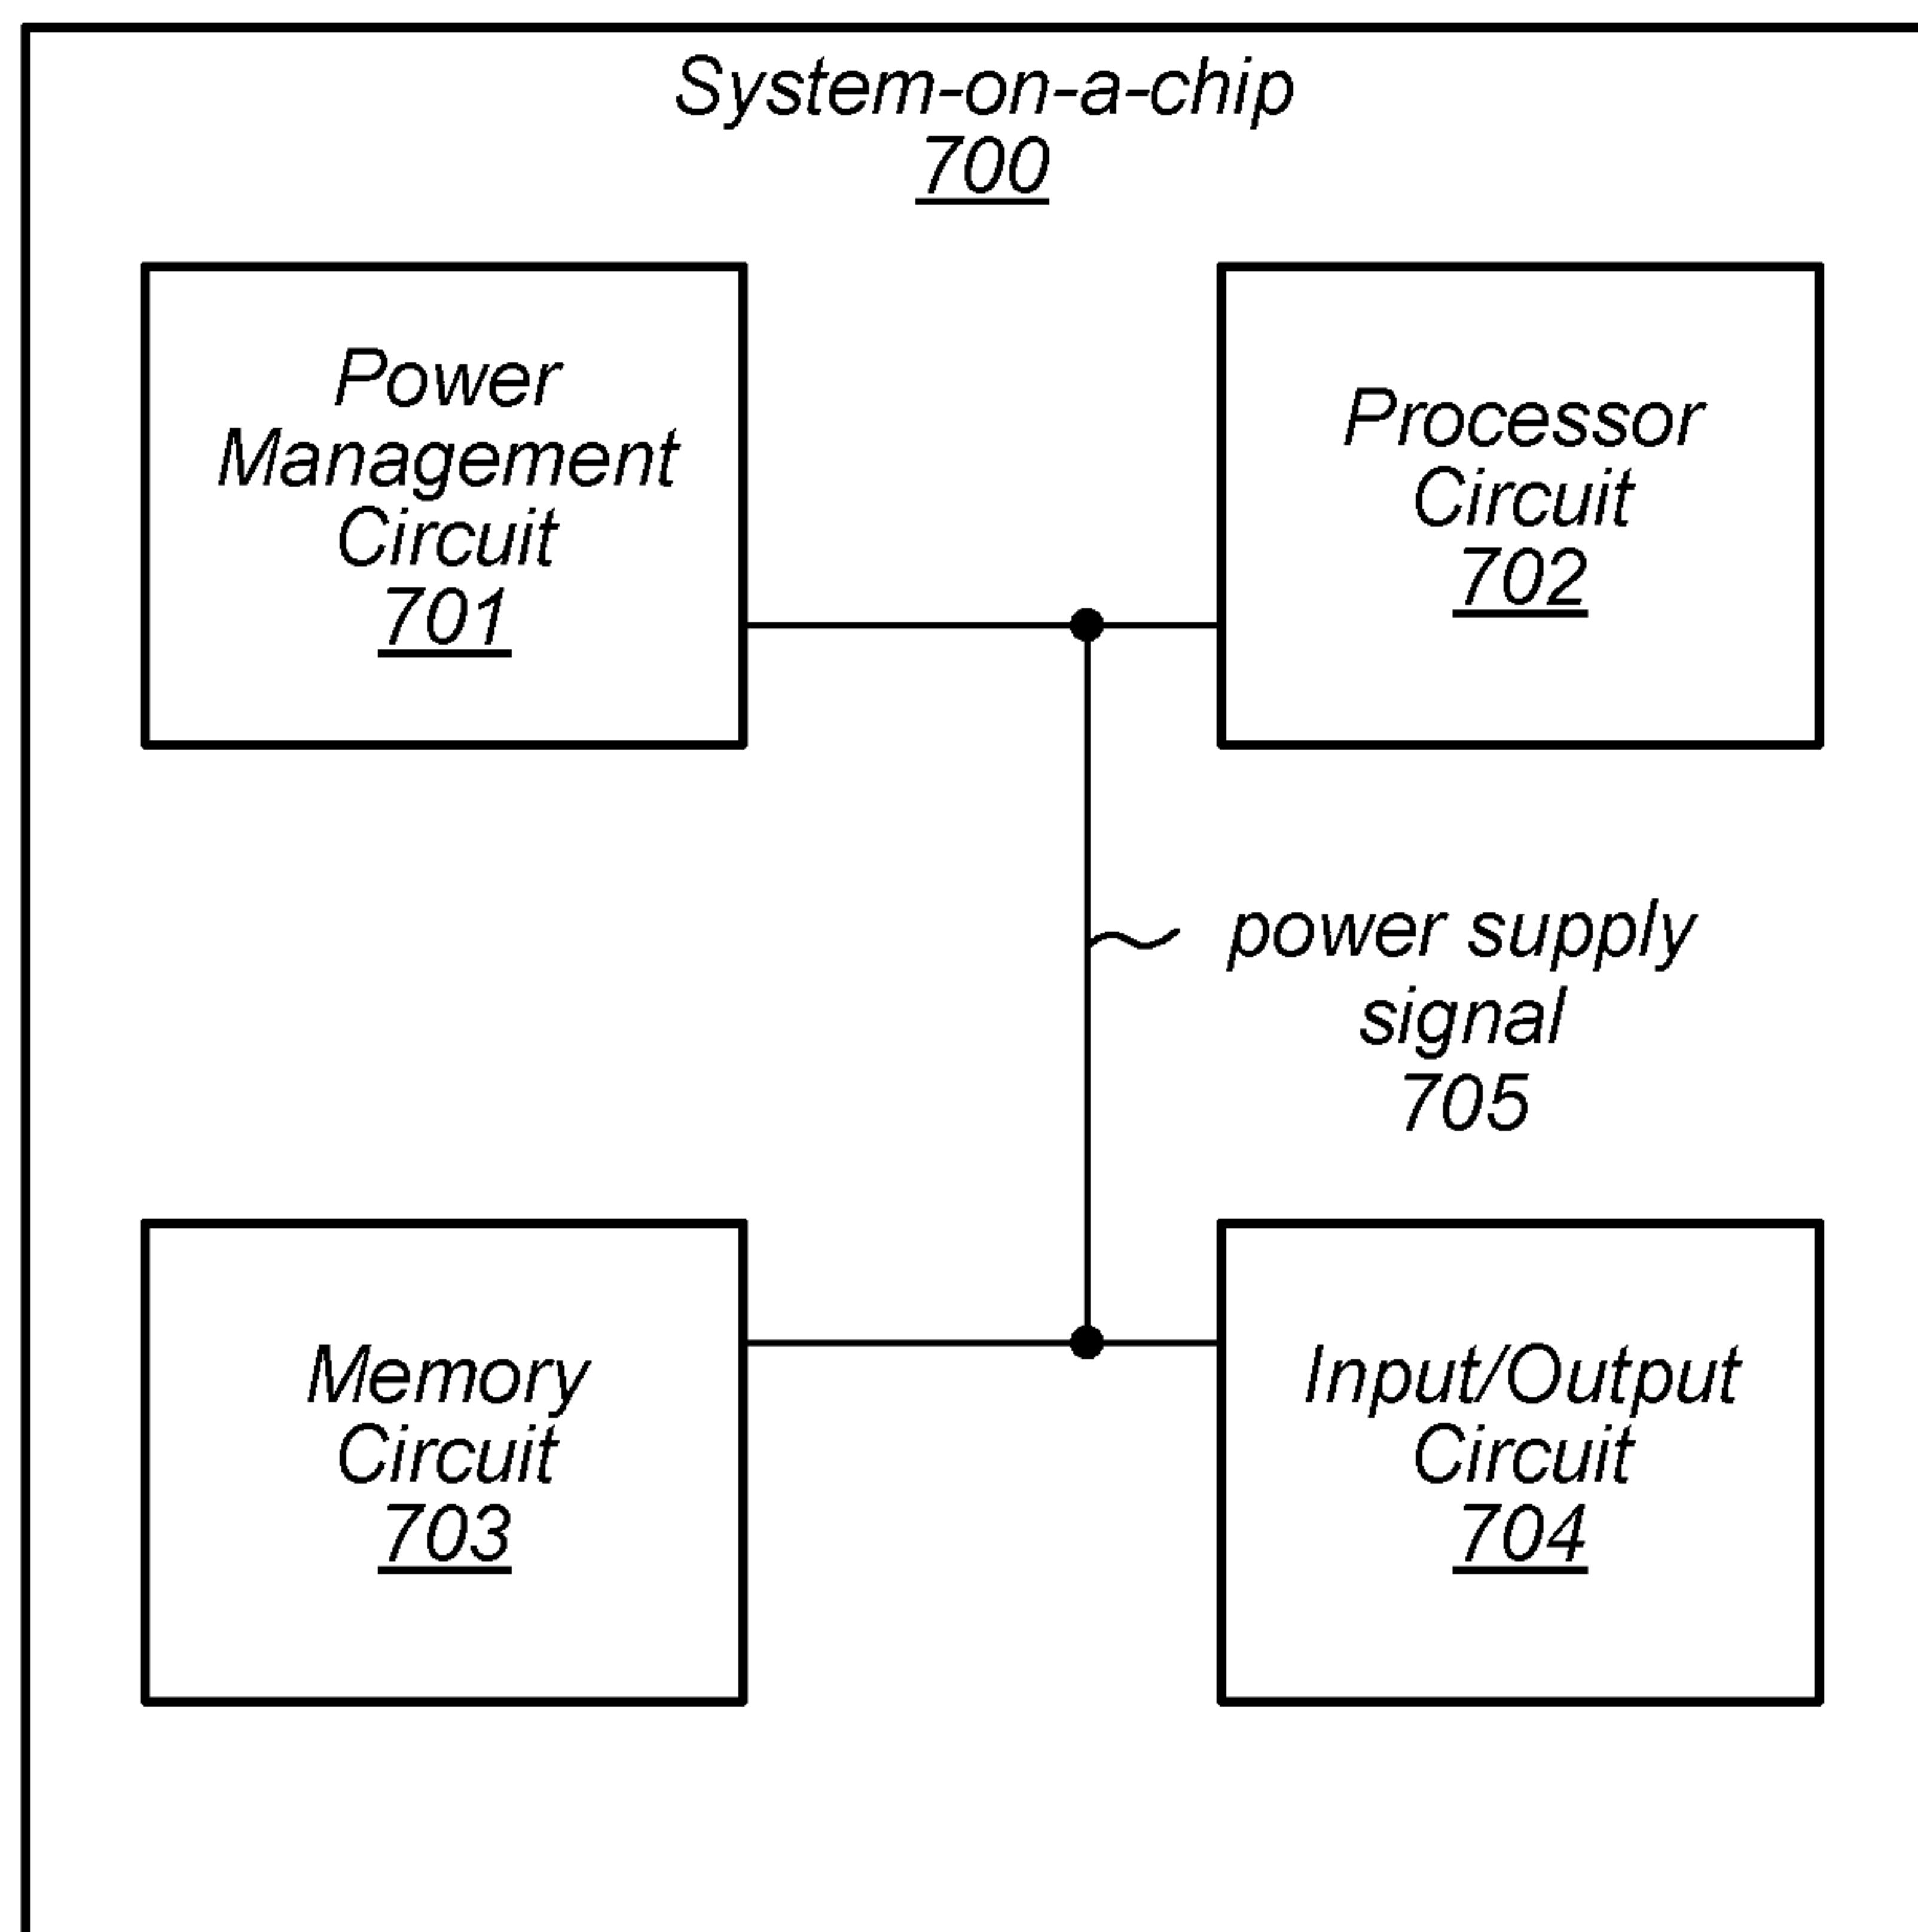 System-on-a-chip
700
Power
Management
Circuit
701
Processor
Circuit
702
power supply
signal
705
Memory
Circuit
703
Input/Output
Circuit
704